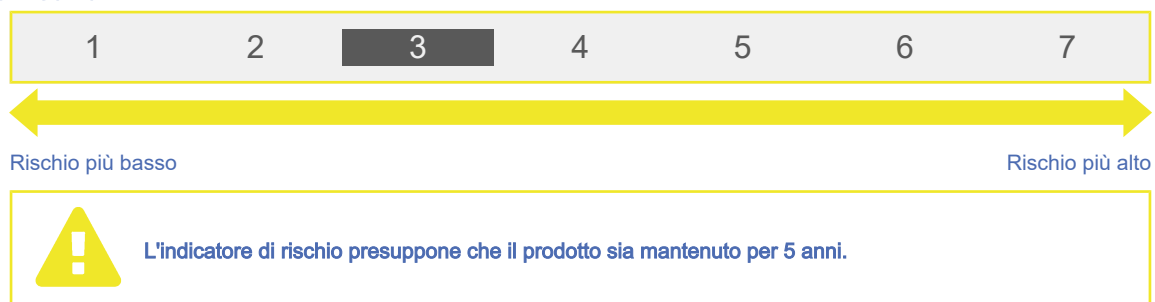 1 2 3 4 5 6 7
Rischio più basso Rischio più alto
L'indicatore di rischio presuppone che il prodotto sia mantenuto per 5 anni.